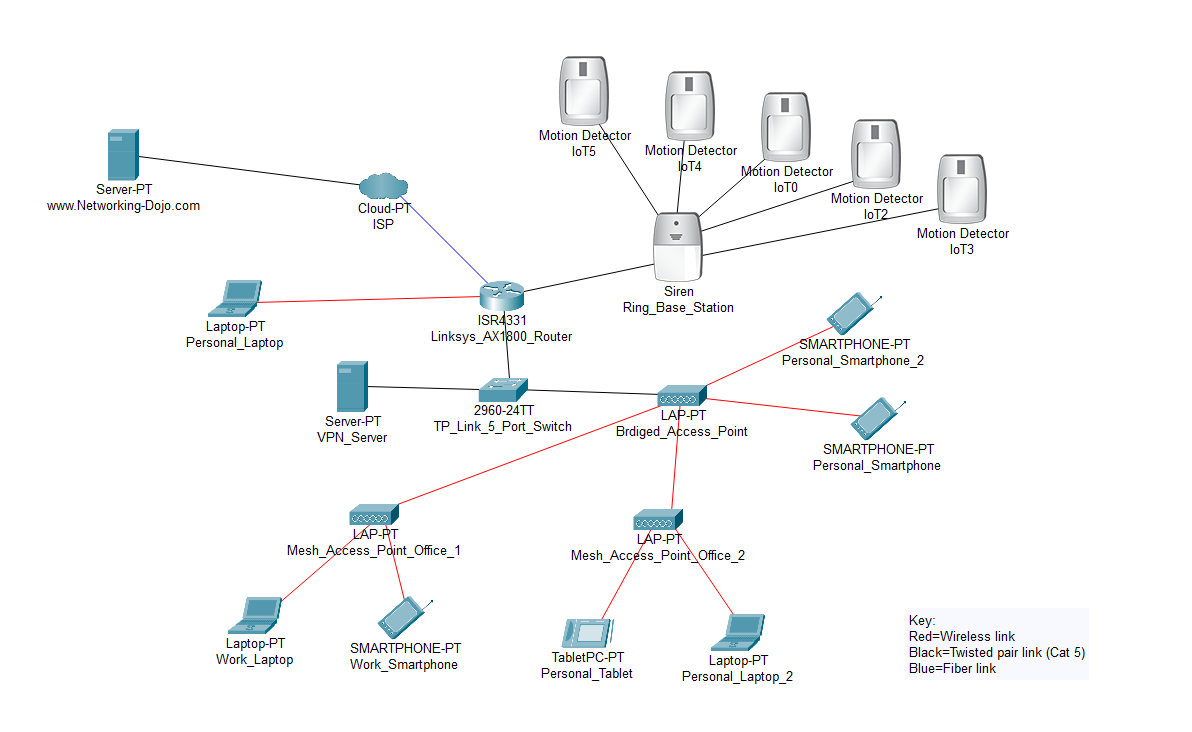 Motion Detector
IoT5
Motion Detector
IoT4
Motion Detector
IoT0
Motion Detector
IoT2
Motion Detector
IoT3
Server-PT
www.Networking-Dojo.com
Cloud-PT
ISP
Siren
Ring_Base_Station
Laptop-PT
Personal_Laptop
ISR4331
Linksys_AX1800_Router
SMARTPHONE-PT
Personal_Smartphone_2
Server-PT
VPN_Server
2960-24TT
TP_Link_5_Port_Switch
LAP-PT
Brdiged_Access_Point
SMARTPHONE-PT
Personal_Smartphone
LAP-PT
Mesh_Access_Point_Office_1
LAP-PT
Mesh_Access_Point_Office_2
Laptop-PT
Work_Laptop
SMARTPHONE-PT
Work_Smartphone
TabletPC-PT
Personal_Tablet
Laptop-PT
Personal_Laptop_2
Key:
Red=Wireless link
Black=Twisted pair link (Cat 5)
Blue=Fiber link